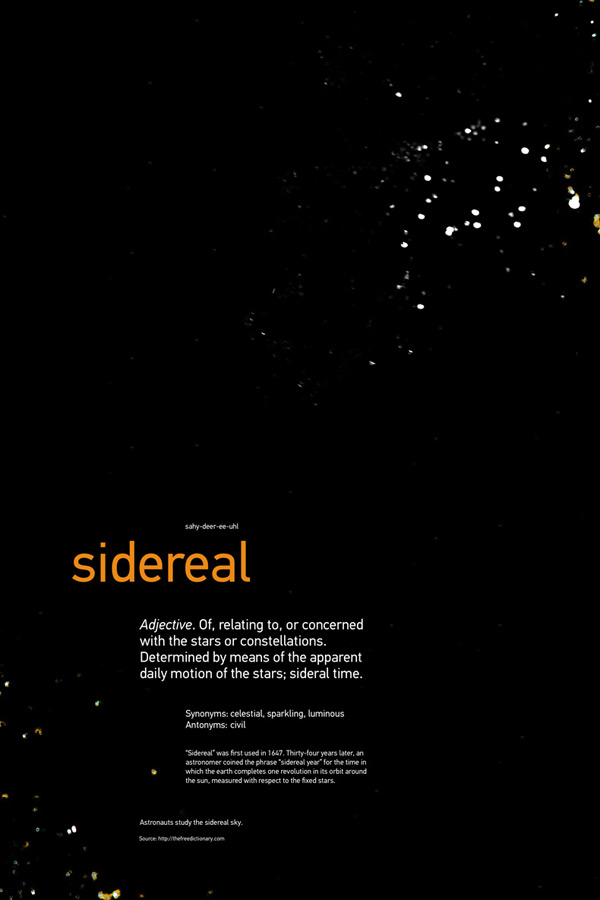 sahy-deer-ee-uhl
sidereal
Adjective. Of, relating to, or concerned
with the stars or constellations.
Determined by means of the apparent
daily motion of the stars; sideral time.
Synonyms: celestial, sparkling, luminous
Antonyms: civil
"Sidereal" was first used in 1647. Thirty-four years later, an
astronomer coined the phrase "sidereal year" for the time in
which the earth completes one revolution in its orbit around
the sun, measured with respect to the fixed stars.
Astronauts study the sidereal sky.
Source: http://thefreedictionary.com